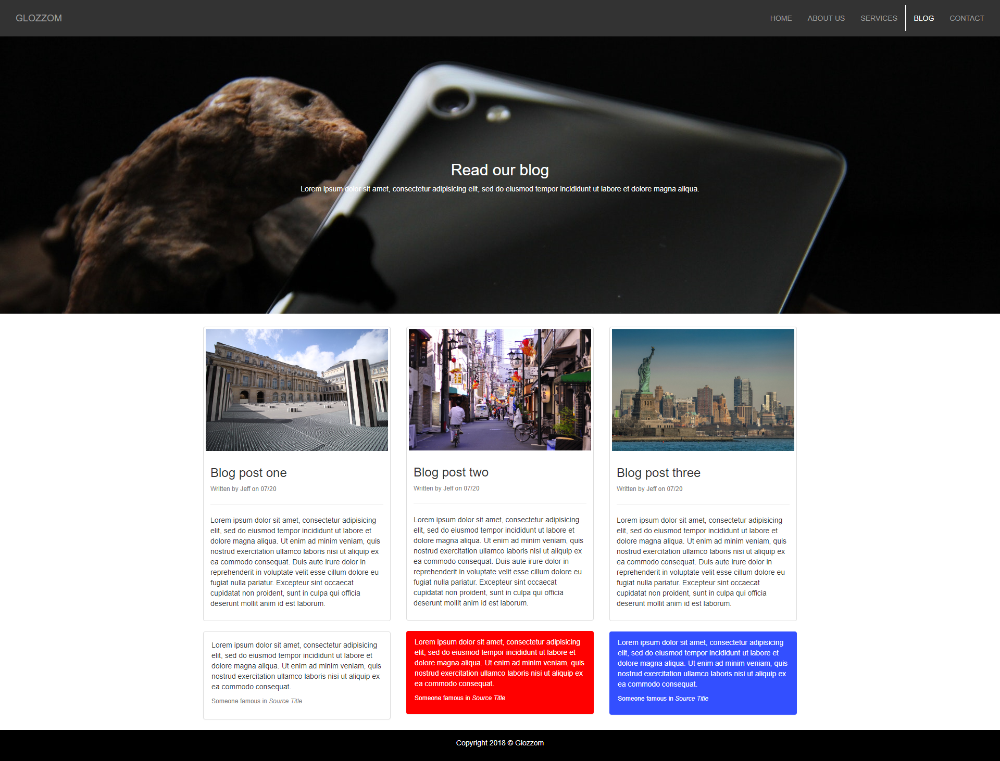 GLOZZOM
HOME ABOUT US SERVICES BLOG CONTACT
Read our blog
Lorem ipsum dolor sit amet, consectetur adipisicing elit, sed do eiusmod tempor incididunt ut labore et dolore magna aliqua.
Blog post one
Written by Jeff on 07/20
Lorem ipsum dolor sit amet, consectetur adipisicing
elit, sed do eiusmod tempor incididunt ut labore et
dolore magna aliqua. Ut enim ad minim veniam, quis
nostrud exercitation ullamco laboris nisi ut aliquip ex
ea commodo consequat. Duis aute irure dolor in
reprehenderit in voluptate velit esse cillum dolore eu
fugiat nulla pariatur. Excepteur sint occaecat
cupidatat non proident, sunt in culpa qui officia
deserunt mollit anim id est laborum.
Blog post two
Written by Jeff on 07/20
Lorem ipsum dolor sit amet, consectetur adipisicing
elit, sed do eiusmod tempor incididunt ut labore et
dolore magna aliqua. Ut enim ad minim veniam, quis
nostrud exercitation ullamco laboris nisi ut aliquip ex
ea commodo consequat. Duis aute irure dolor in
reprehenderit in voluptate velit esse cillum dolore eu
fugiat nulla pariatur. Excepteur sint occaecat
cupidatat non proident, sunt in culpa qui officia
deserunt mollit anim id est laborum.
Blog post three
Written by Jeff on 07/20
Lorem ipsum dolor sit amet, consectetur adipisicing
elit, sed do eiusmod tempor incididunt ut labore et
dolore magna aliqua. Ut enim ad minim veniam, quis
nostrud exercitation ullamco laboris nisi ut aliquip ex
ea commodo consequat. Duis aute irure dolor in
reprehenderit in voluptate velit esse cillum dolore eu
fugiat nulla pariatur. Excepteur sint occaecat
cupidatat non proident, sunt in culpa qui officia
deserunt mollit anim id est laborum.
Lorem ipsum dolor sit amet, consectetur adipisicing
elit, sed do eiusmod tempor incididunt ut labore et
dolore magna aliqua. Ut enim ad minim veniam, quis
nostrud exercitation ullamco laboris nisi ut aliquip ex
ea commodo consequat.
Someone famous in Source Title
Lorem ipsum dolor sit amet, consectetur adipisicing
elit, sed do eiusmod tempor incididunt ut labore et
dolore magna aliqua. Ut enim ad minim veniam, quis
nostrud exercitation ullamco laboris nisi ut aliquip ex
ea commodo consequat.
Someone famous in Source Title
Lorem ipsum dolor sit amet, consectetur adipisicing
elit, sed do eiusmod tempor incididunt ut labore et
dolore magna aliqua. Ut enim ad minim veniam, quis
nostrud exercitation ullamco laboris nisi ut aliquip ex
ea commodo consequat.
Someone famous in Source Title
Copyright 2018 © Glozzom